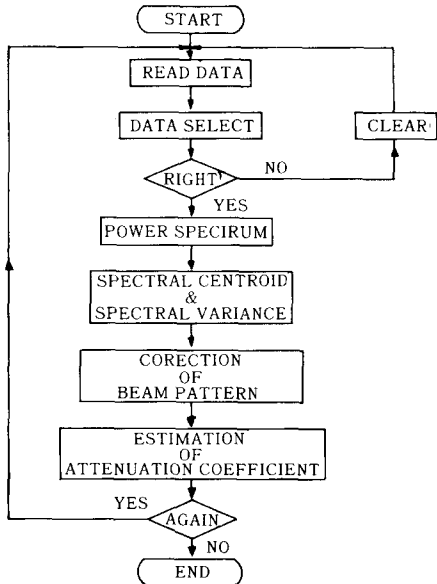 START
READ DATA
DATA SELECT
CLEAR
RIGHT
NO
YES
POWER SPECIRUM
SPECTRAL CENTROID
&
SPECTRAL VARIANCE
CORECTION
OF
BEAM PATTERN
ESTIMATION
OF
ATTENUATION COEFFICIENT
YES
AGAIN
NO
END